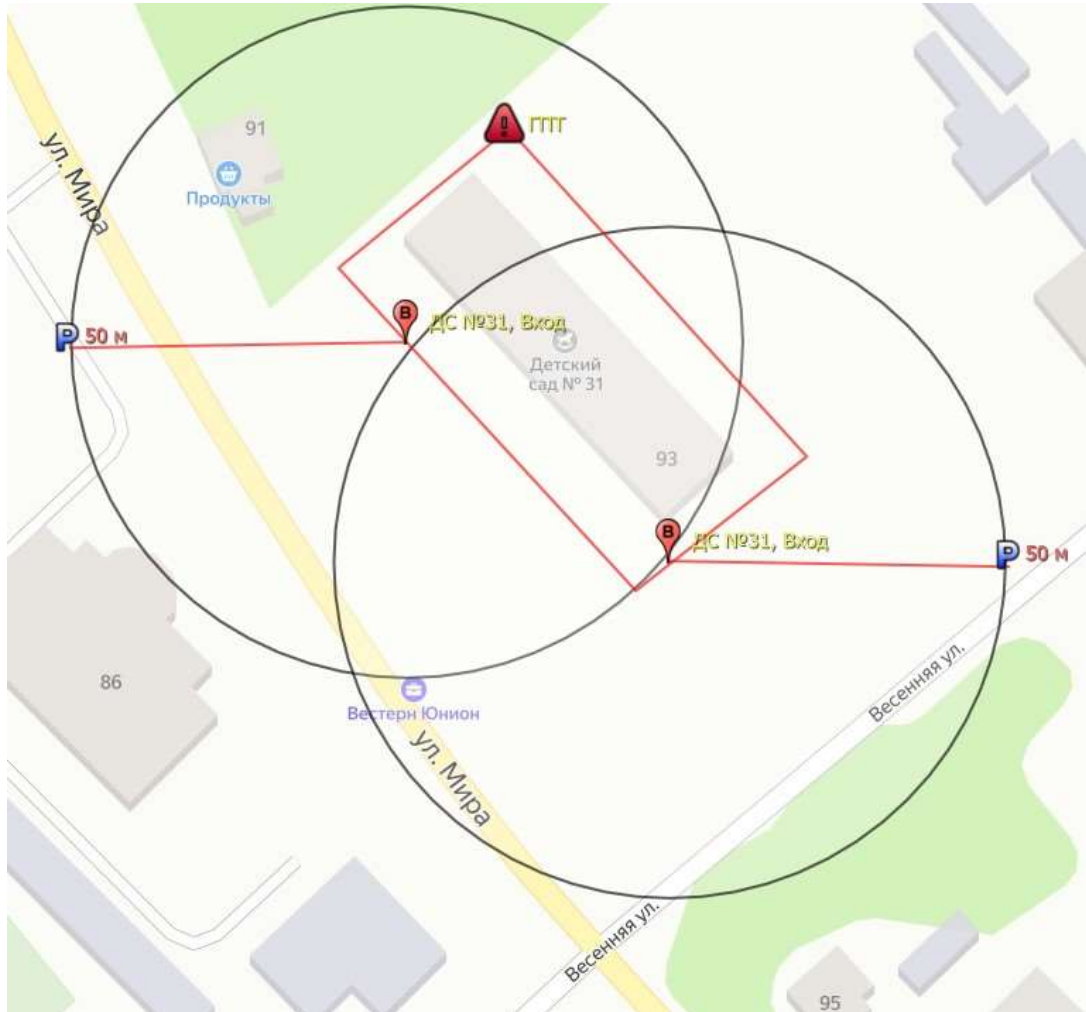 91
Продукты
ул. Мира
ГПТ
P 50 м
B
ДС №31, Вход
Детский
сад № 31
93
B
ДС №31, Вход
P 50 м
86
Вестерн Юнион
ул. Мира
Весенняя ул.
Весенняя ул.
95